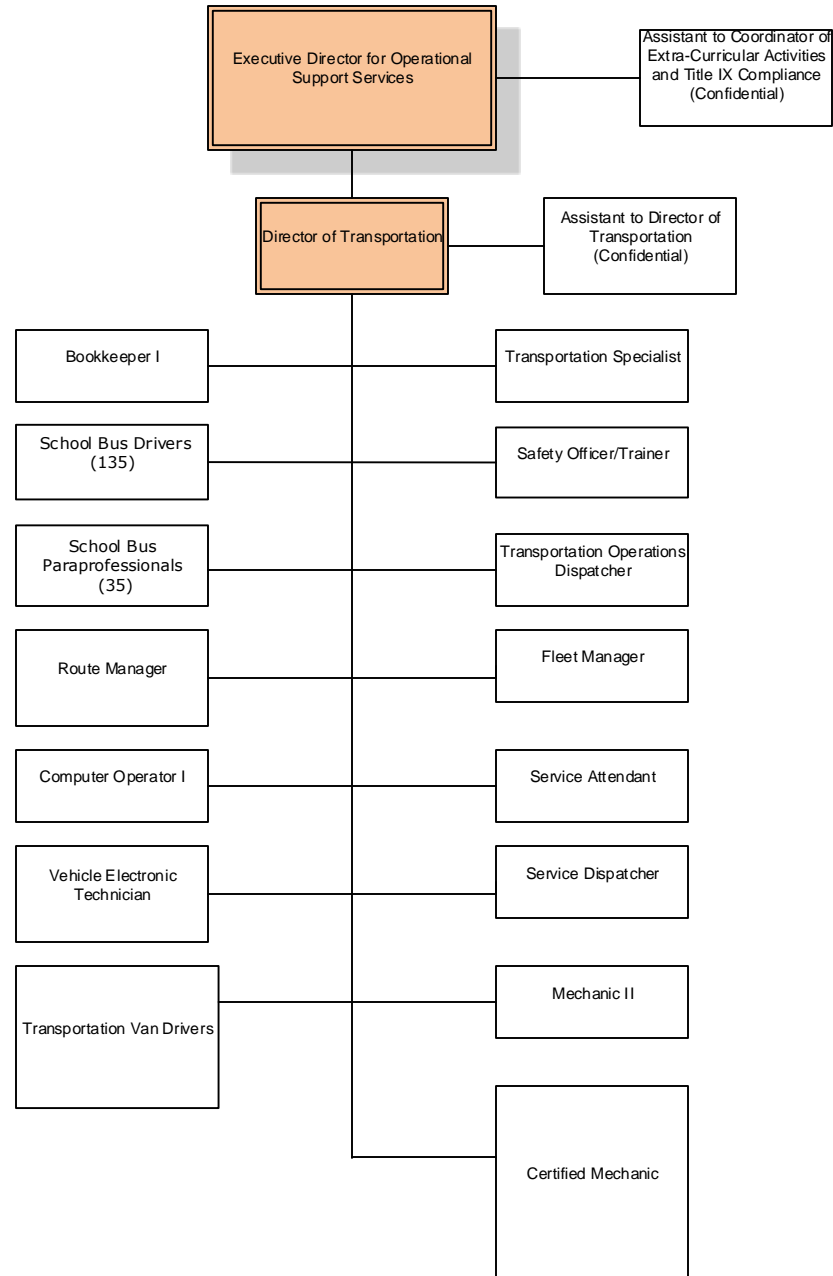 Executive Director for Operational
Support Services
Assistant to Coordinator of
Extra-Curricular Activities
and Title IX Compliance
(Confidential)
Director of Transportation
Assistant to Director of
Transportation
(Confidential)
Bookkeeper I
Transportation Specialist
School Bus Drivers
(135)
Safety Officer/Trainer
School Bus
Paraprofessionals
(35)
Transportation Operations
Dispatcher
Route Manager
Fleet Manager
Computer Operator I
Service Attendant
Vehicle Electronic
Technician
Service Dispatcher
Transportation Van Drivers
Mechanic II
Certified Mechanic